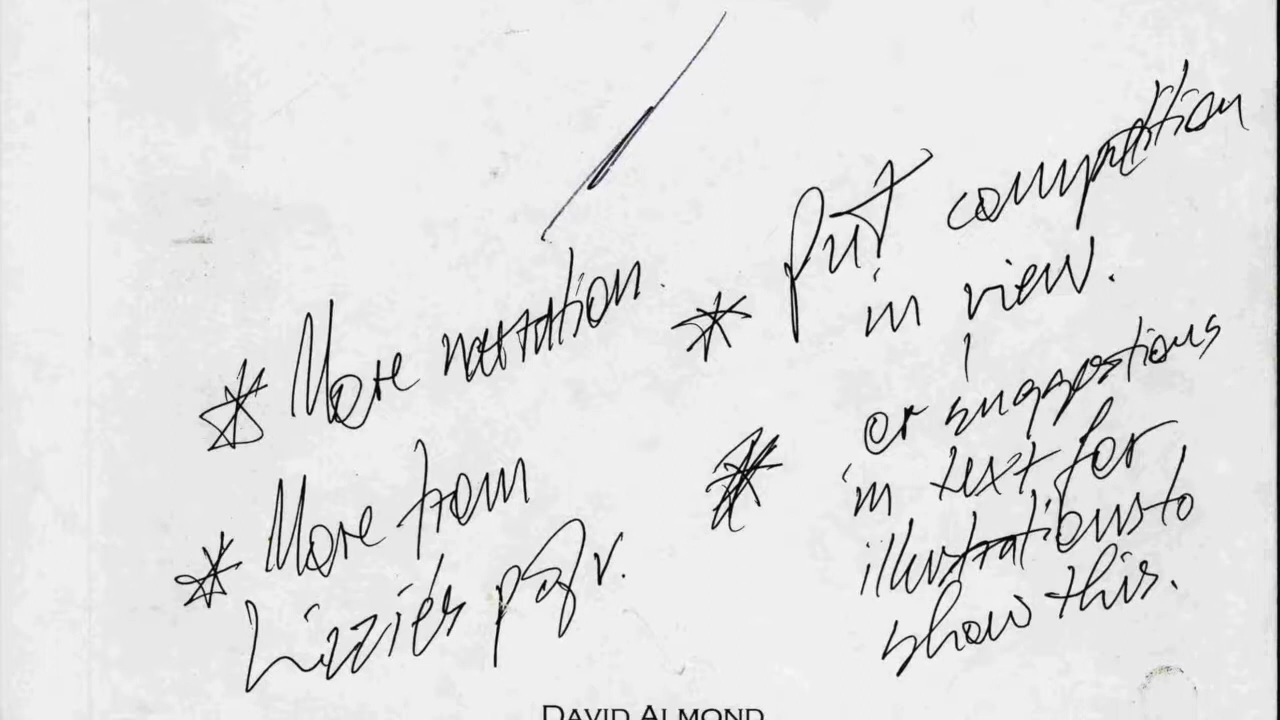 * More narration.
* More from
Lizzie's p of v.
* Put competition
in view.
or suggestions
in text for
illustrations to
show this.
DAVID ALMOND